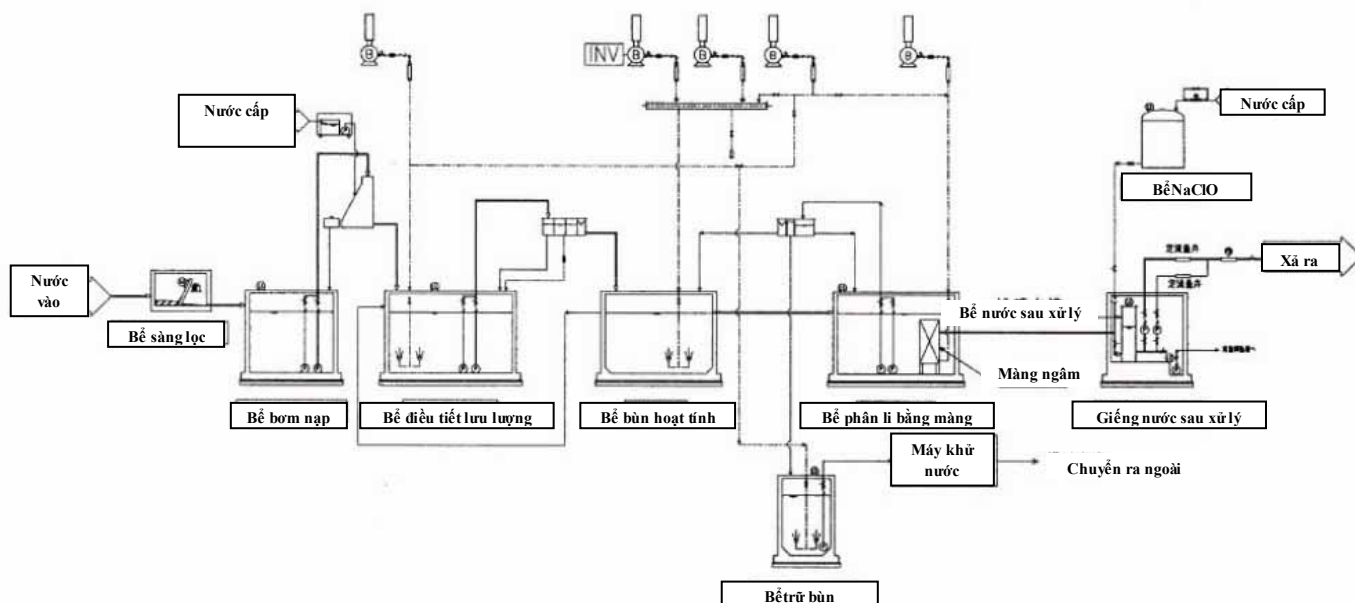 B
INV
B
B
B
B
Nước cấp
Nước cấp
BểNaClO
Nước
vào
Xả ra
Bể sàng lọc
Bể nước sau xử lý
Màng ngâm
Bể bơm nạp
Bể điều tiết lưu lượng
Bể bùn hoạt tính
Bể phân li bằng màng
Giếng nước sau xử lý
Máy khử
nước
Chuyển ra ngoài
Bểtrữ bùn